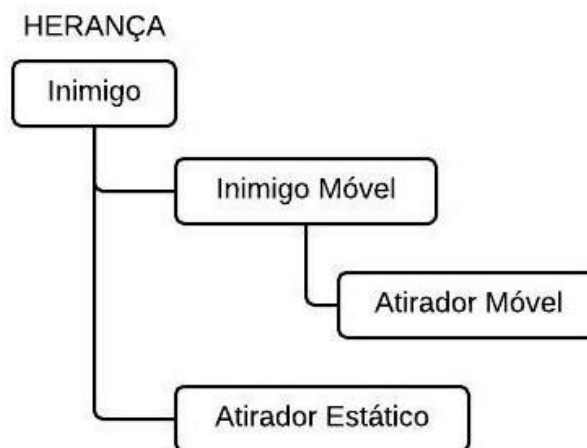 HERANÇA
Inimigo
Inimigo Móvel
Atirador Móvel
Atirador Estático